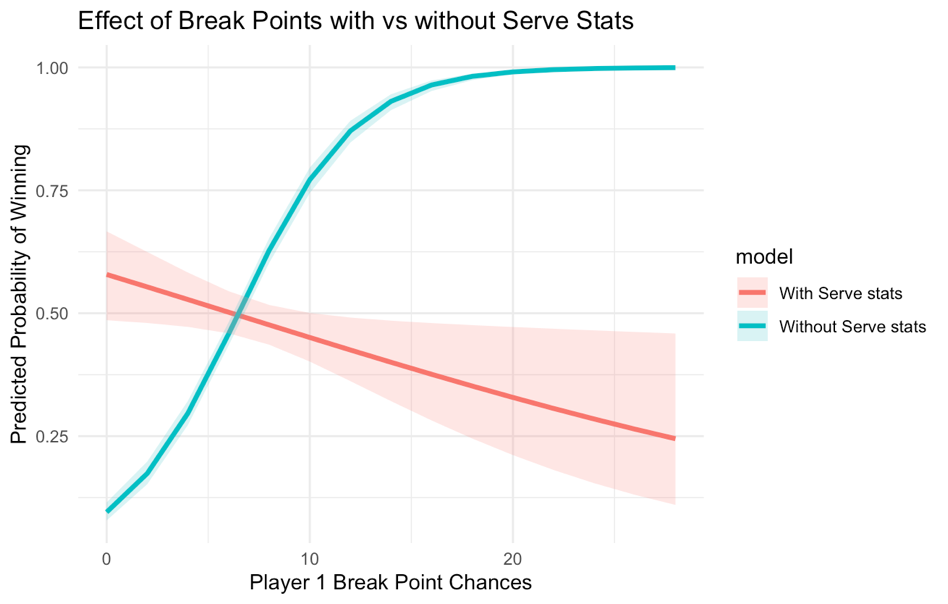 Effect of Break Points with vs without Serve Stats
Predicted Probability of Winning
1.00
0.75
0.50
0.25
0
10
20
Player 1 Break Point Chances
model
With Serve stats
Without Serve stats